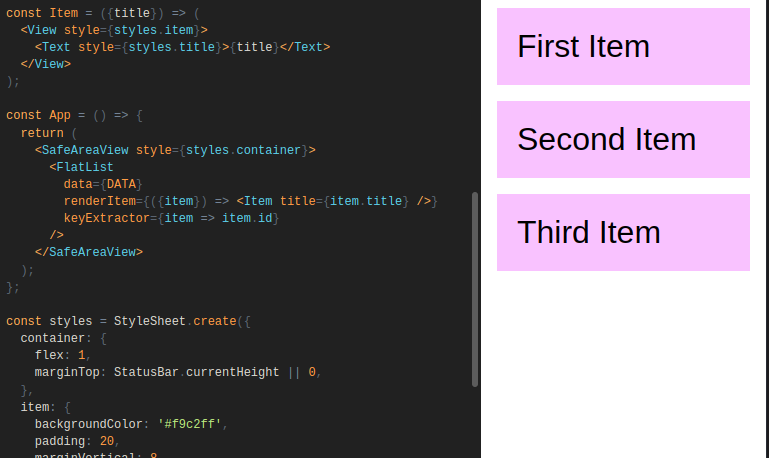 const Item = ({title}) => (
  <View style={styles.item}>
    <Text style={styles.title}>{title}</Text>
  </View>
);

const App = () => {
  return (
    <SafeAreaView style={styles.container}>
      <FlatList
        data={DATA}
        renderItem={({item}) => <Item title={item.title} />}
        keyExtractor={item => item.id}
      />
    </SafeAreaView>
  );
};

const styles = StyleSheet.create({
  container: {
    flex: 1,
    marginTop: StatusBar.currentHeight || 0,
  },
  item: {
    backgroundColor: '#f9c2ff',
    padding: 20,
    marginVertical: 8,
First Item
Second Item
Third Item